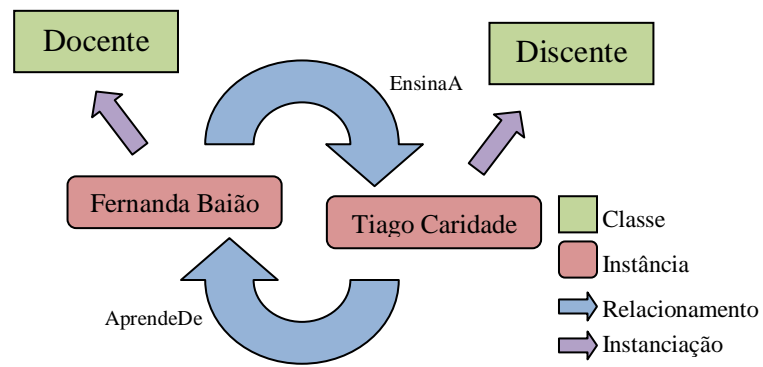 Docente
Discente
EnsinaA
Fernanda Baião
Tiago Caridade
AprendeDe
Classe
Instância
Relacionamento
Instanciação